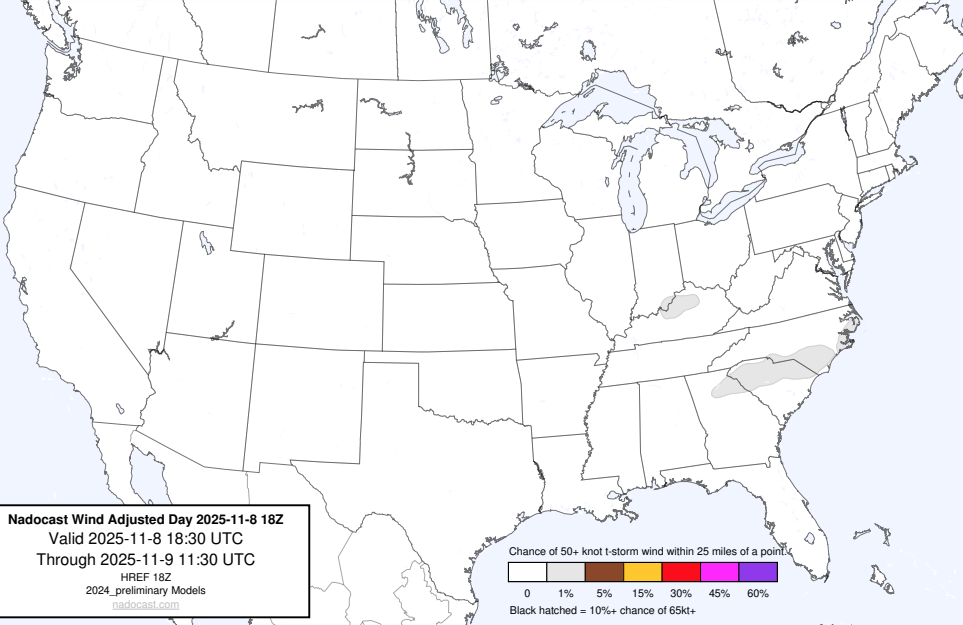 Nadocast Wind Adjusted Day 2025-11-8 18Z
Valid 2025-11-8 18:30 UTC
Through 2025-11-9 11:30 UTC
HREF 18Z
2024_preliminary Models
nadocast.com
Chance of 50+ knot t-storm wind within 25 miles of a point.
0 1% 5% 15% 30% 45% 60%
Black hatched = 10%+ chance of 65kt+